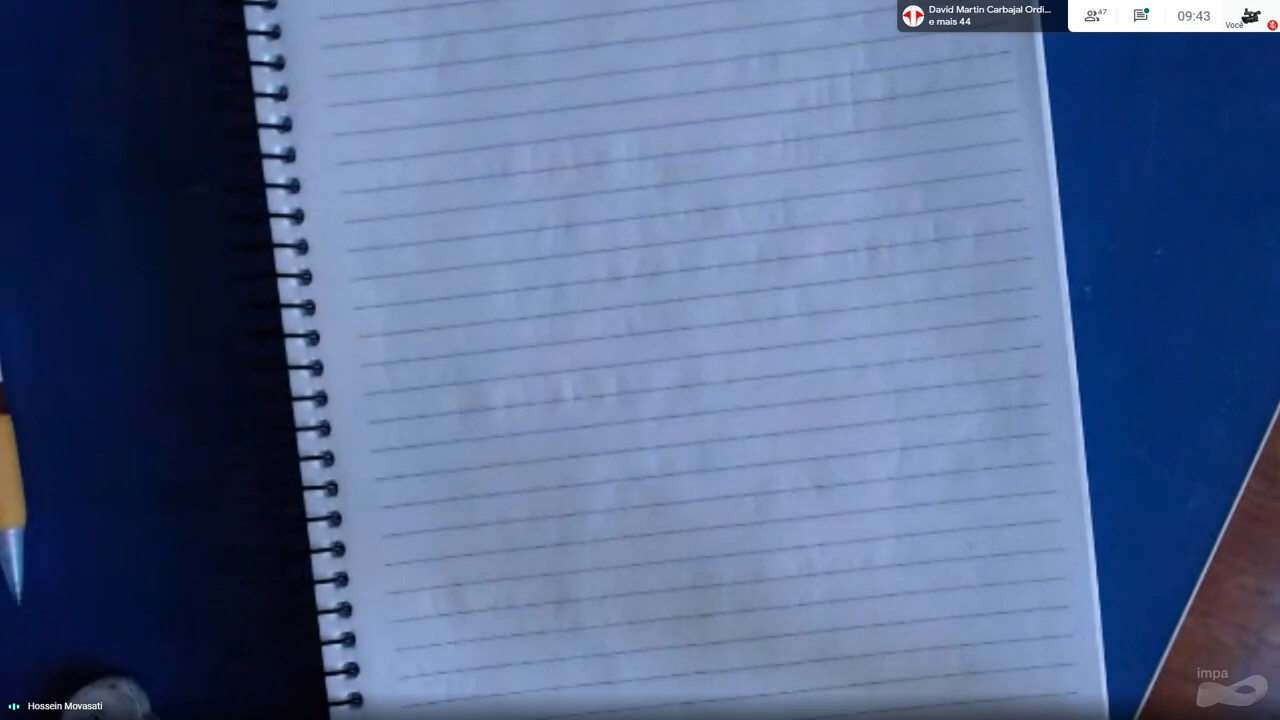 David Martin Carbajal Ordi...
e mais 44
47
09:43
Você
impa
Hossein Movasati